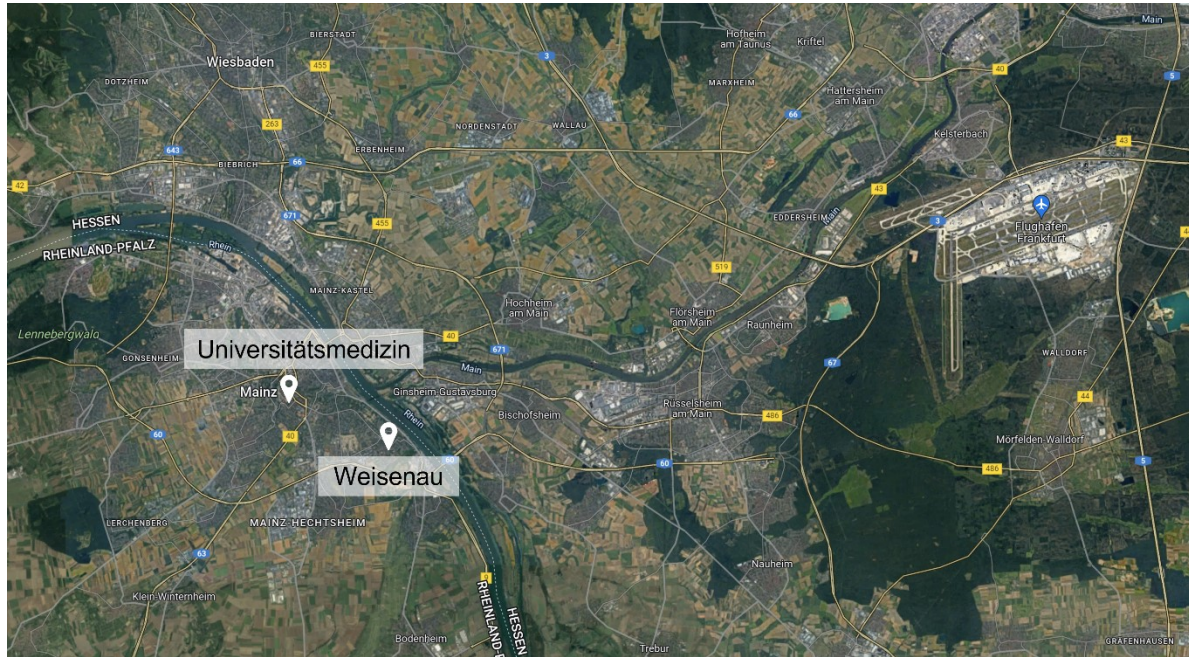 BIERSTADT
Hofheim
am Taunus
Kriftel
Main
Wiesbaden
455
3
40
5
DOTZHEIM
MARXHEIM
Hattersheim
am Main
263
NORDENSTADT
WALLAU
66
Kelsterbach
643
ERBENHEIM
BIEBRICH
66
43
42
43
671
455
EDDERSHEIM
Main
3
Flughafen
Frankfurt
HESSEN
RHEINLAND-PFALZ
Rhein
519
MAINZ-KASTEL
Hochheim
am Main
Flörsheim
am Main
Raunheim
Lennebergwald
40
671
WALLDORF
GONSENHEIM
Universitätsmedizin
Main
67
Mainz
Ginsheim-Gustavsburg
Bischofsheim
Rüsselsheim
am Main
44
Rhein
486
60
40
Mörfelden-Walldorf
60
60
486
5
Weisenau
LERCHENBERG
MAINZ-HECHTSHEIM
63
Nauheim
9
Klein-Winternheim
RHEINLAND-P
HESSEN
Bodenheim
Trebur
GRÄFENHAUSEN